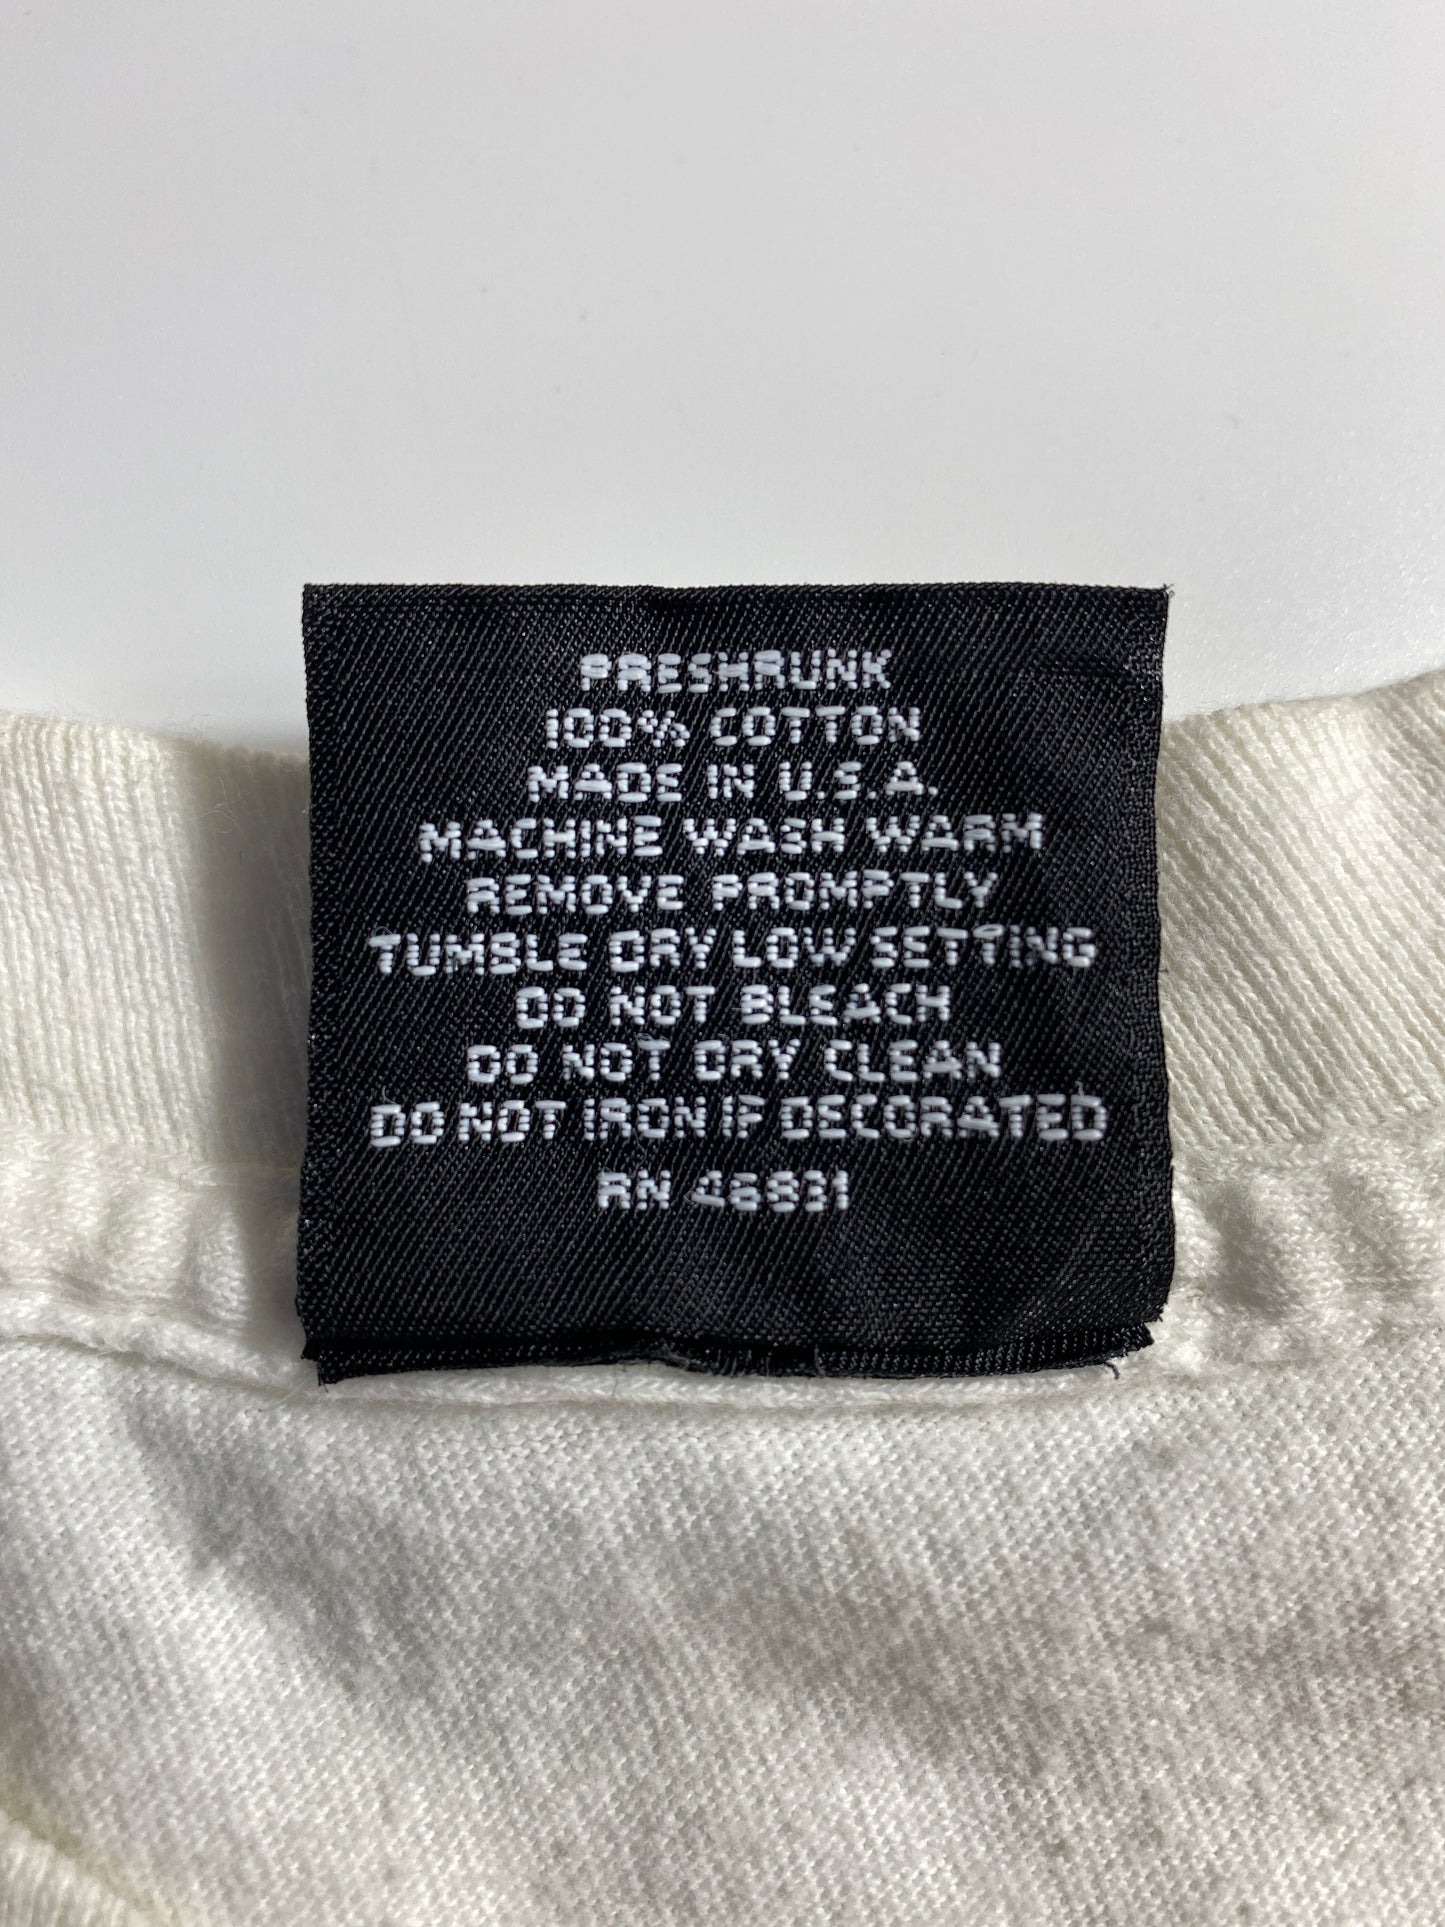 PRESHRUNK
100% COTTON
MADE IN U.S.A.
MACHINE WASH WARM
REMOVE PROMPTLY
TUMBLE DRY LOW SETTING
DO NOT BLEACH
DO NOT DRY CLEAN
DO NOT IRON IF DECORATED
RN